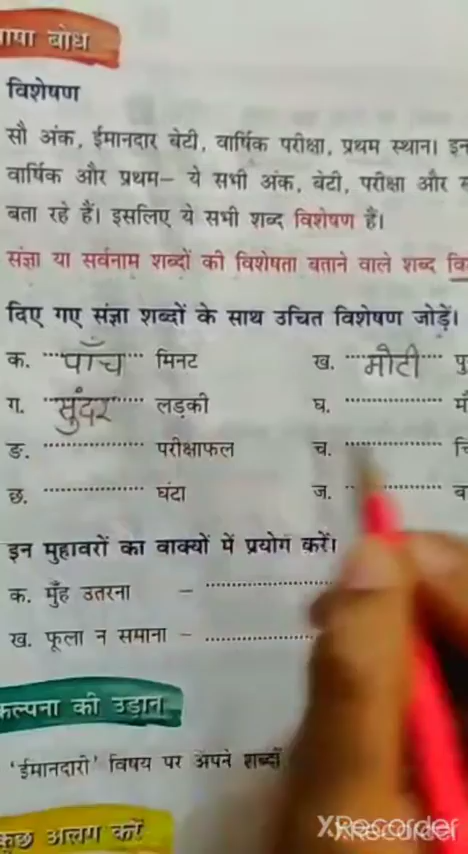 भाषा बोध
विशेषण
सौ अंक, ईमानदार बेटी, वार्षिक परीक्षा, प्रथम स्थान। इन
वार्षिक और प्रथम– ये सभी अंक, बेटी, परीक्षा और
बता रहे हैं। इसलिए ये सभी शब्द विशेषण हैं।
संज्ञा या सर्वनाम शब्दों की विशेषता बताने वाले शब्द वि
दिए गए संज्ञा शब्दों के साथ उचित विशेषण जोड़ें।
क. पाँच मिनट ख. मोटी पु
ग. सुंदर लड़की घ. .................... माँ
ङ. .................... परीक्षाफल च. .................... चि
छ. .................... घंटा ज. .................... ब
इन मुहावरों का वाक्यों में प्रयोग करें।
क. मुँह उतरना – ....................
ख. फूला न समाना – ....................
कल्पना की उड़ान
'ईमानदारी' विषय पर अपने शब्दों
कुछ अलग करें
XRecorder